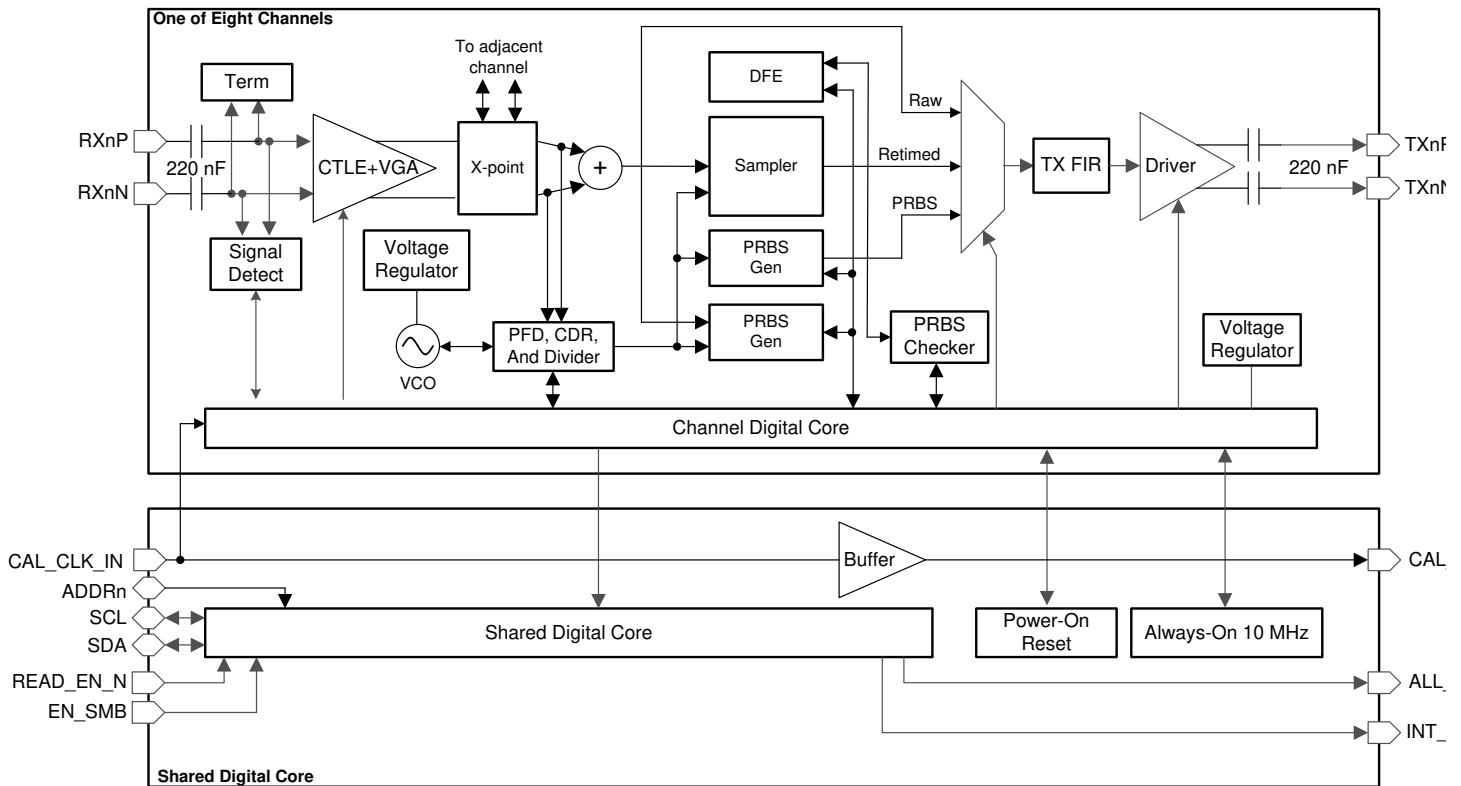 One of Eight Channels
To adjacent
channel
Term
DFE
Raw
RXnP
220 nF
RXnN
CTLE+VGA
X-point
+
Sampler
Retimed
TX FIR
Driver
220 nF
PRBS
Signal
Detect
Voltage
Regulator
PRBS
Gen
PFD, CDR,
And Divider
VCO
PRBS
Gen
PRBS
Checker
Voltage
Regulator
Channel Digital Core
CAL_CLK_IN
Buffer
ADDRn
SCL
SDA
Shared Digital Core
Power-On
Reset
Always-On 10 MHz
READ_EN_N
EN_SMB
Shared Digital Core